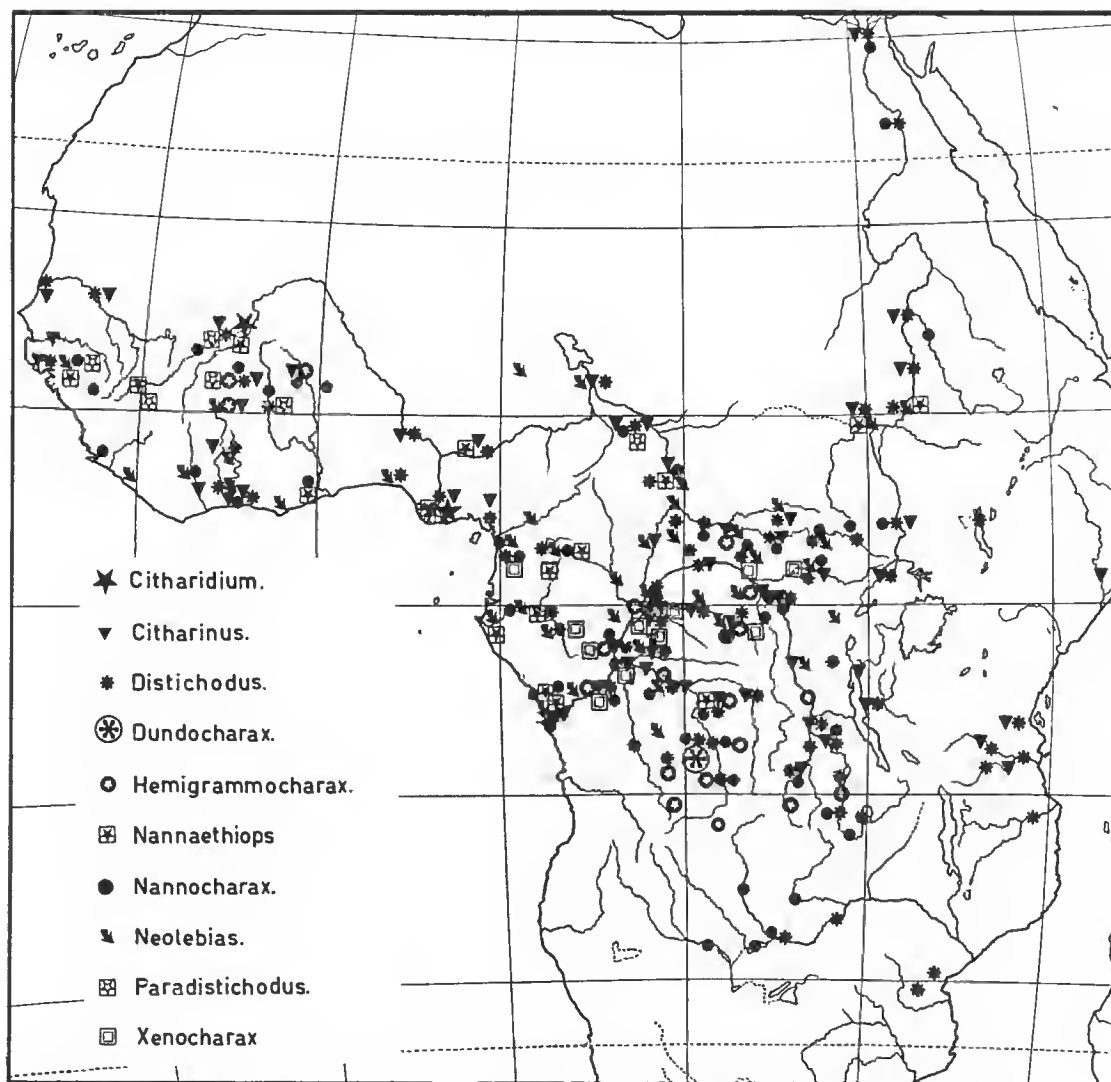 Citharidium.
Citharinus.
Distichodus.
Dundocharax.
Hemigrammocharax.
Nannaethiops
Nannocharax.
Neolebias.
Paradistichodus.
Xenocharax